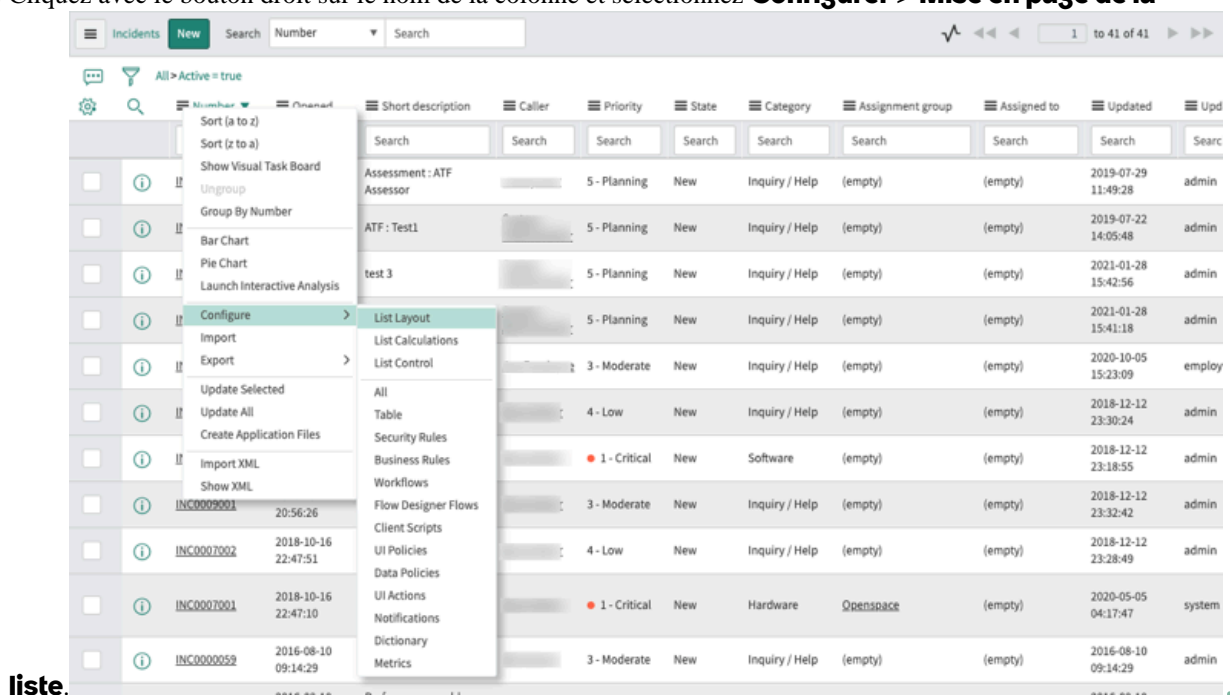 Cliquez avec le bouton droit sur le nom de la colonne et sélectionnez Configurer > Mise en page de la
Incidents New Search Number Search 1 to 41 of 41
All > Active = true
Number Opened Short description Caller Priority State Category Assignment group Assigned to Updated Upd
Search Search Search Search Search Search Search Search Searc
Sort (a to z)
Sort (z to a)
Show Visual Task Board
Ungroup
Group By Number
Bar Chart
Pie Chart
Launch Interactive Analysis
Configure >
Import
Export >
Update Selected
Update All
Create Application Files
Import XML
Show XML
List Layout
List Calculations
List Control
All
Table
Security Rules
Business Rules
Workflows
Flow Designer Flows
Client Scripts
UI Policies
Data Policies
UI Actions
Notifications
Dictionary
Metrics
Assessment : ATF Assessor 5 - Planning New Inquiry / Help (empty) (empty) 2019-07-29 11:49:28 admin
ATF : Test1 5 - Planning New Inquiry / Help (empty) (empty) 2019-07-22 14:05:48 admin
test 3 5 - Planning New Inquiry / Help (empty) (empty) 2021-01-28 15:42:56 admin
5 - Planning New Inquiry / Help (empty) (empty) 2021-01-28 15:41:18 admin
3 - Moderate New Inquiry / Help (empty) (empty) 2020-10-05 15:23:09 employ
4 - Low New Inquiry / Help (empty) (empty) 2018-12-12 23:30:24 admin
1 - Critical New Software (empty) (empty) 2018-12-12 23:18:55 admin
INC0009001 20:56:26 3 - Moderate New Inquiry / Help (empty) (empty) 2018-12-12 23:32:42 admin
INC0007002 2018-10-16 22:47:51 4 - Low New Inquiry / Help (empty) (empty) 2018-12-12 23:28:49 admin
INC0007001 2018-10-16 22:47:10 1 - Critical New Hardware Openspace (empty) 2020-05-05 04:17:47 system
INC0000059 2016-08-10 09:14:29 3 - Moderate New Inquiry / Help (empty) (empty) 2016-08-10 09:14:29 admin
liste.